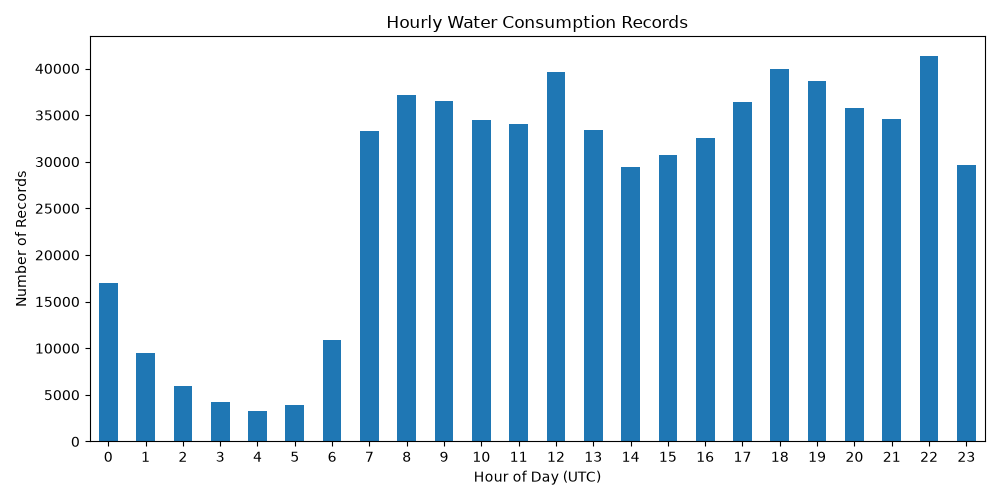 Hourly Water Consumption Records
Number of Records
40000
35000
30000
25000
20000
15000
10000
5000
0
0 1 2 3 4 5 6 7 8 9 10 11 12 13 14 15 16 17 18 19 20 21 22 23
Hour of Day (UTC)